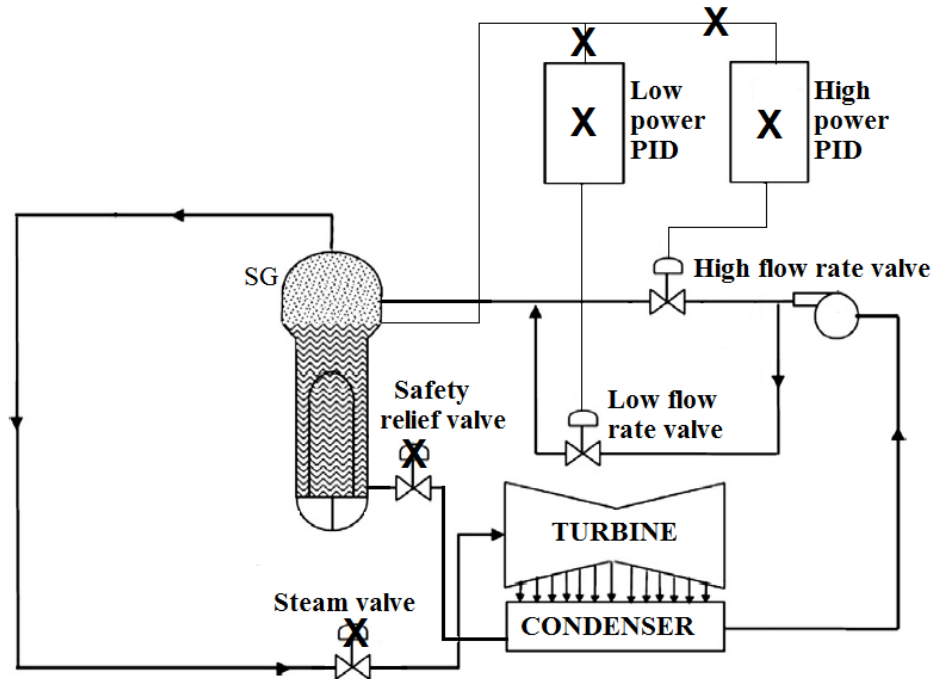 X
X
Low
power
PID
High
power
PID
X
X
SG
High flow rate valve
Safety
relief valve
X
Low flow
rate valve
TURBINE
Steam valve
X
CONDENSER